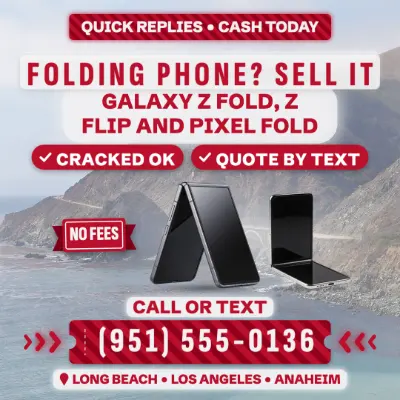 QUICK REPLIES • CASH TODAY
FOLDING PHONE? SELL IT
GALAXY Z FOLD, Z
FLIP AND PIXEL FOLD
CRACKED OK
QUOTE BY TEXT
NO FEES
CALL OR TEXT
(951) 555-0136
LONG BEACH • LOS ANGELES • ANAHEIM